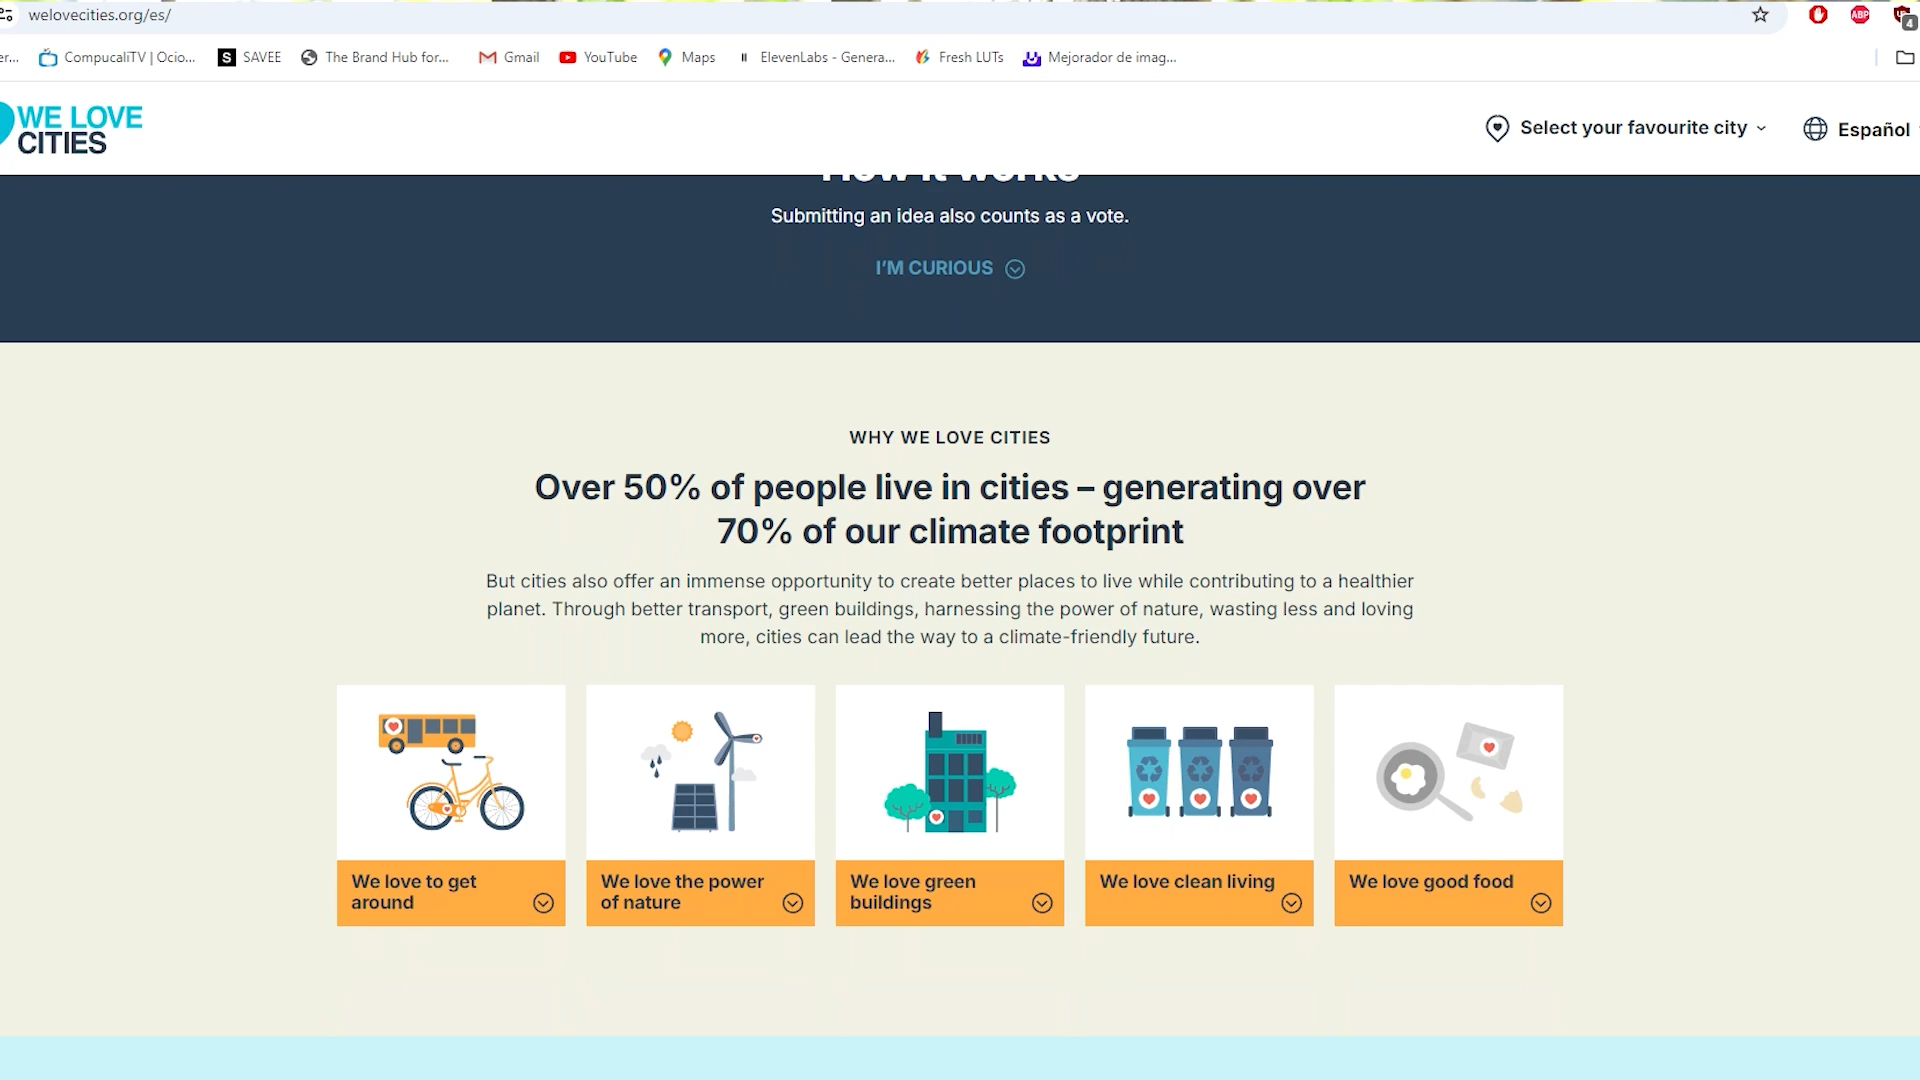 welovecities.org/es/
ABP
4
er...
CompucaliTV | Ocio...
S
SAVEE
The Brand Hub for...
Gmail
YouTube
Maps
ElevenLabs - Genera...
Fresh LUTs
Mejorador de imag...
WE LOVE
CITIES
Select your favourite city
Español
How it works
Submitting an idea also counts as a vote.
I'M CURIOUS
WHY WE LOVE CITIES
Over 50% of people live in cities – generating over
70% of our climate footprint
But cities also offer an immense opportunity to create better places to live while contributing to a healthier
planet. Through better transport, green buildings, harnessing the power of nature, wasting less and loving
more, cities can lead the way to a climate-friendly future.
We love to get
around
We love the power
of nature
We love green
buildings
We love clean living
We love good food